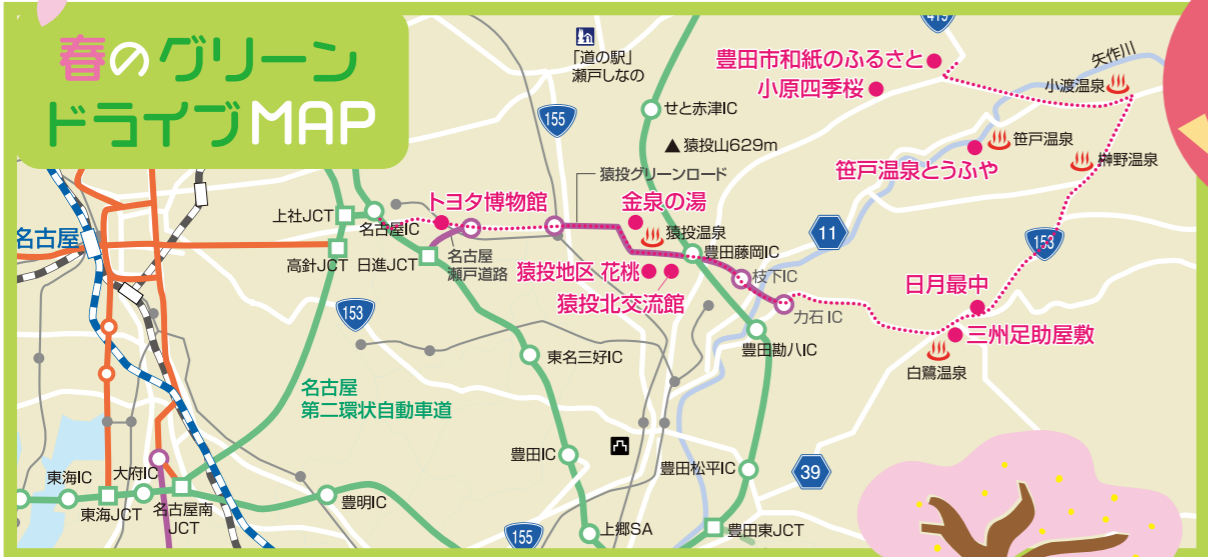 春のグリーン
ドライブMAP
419
「道の駅」
瀬戸しなの
豊田市和紙のふるさと
小原四季桜
矢作川
小渡温泉
せと赤津IC
155
▲猿投山629m
笹戸温泉
笹戸温泉とうふや
榊野温泉
猿投グリーンロード
トヨタ博物館
金泉の湯
上社JCT
名古屋IC
猿投温泉
11
153
名古屋
高針JCT
日進JCT
名古屋
瀬戸道路
豊田藤岡IC
猿投地区 花桃
枝下IC
猿投北交流館
日月最中
153
力石 IC
三州足助屋敷
東名三好IC
豊田勘八IC
白鷺温泉
名古屋
第二環状自動車道
豊田IC
豊田松平IC
39
東海IC
大府IC
東海JCT
名古屋南
JCT
豊明IC
155
上郷SA
豊田東JCT